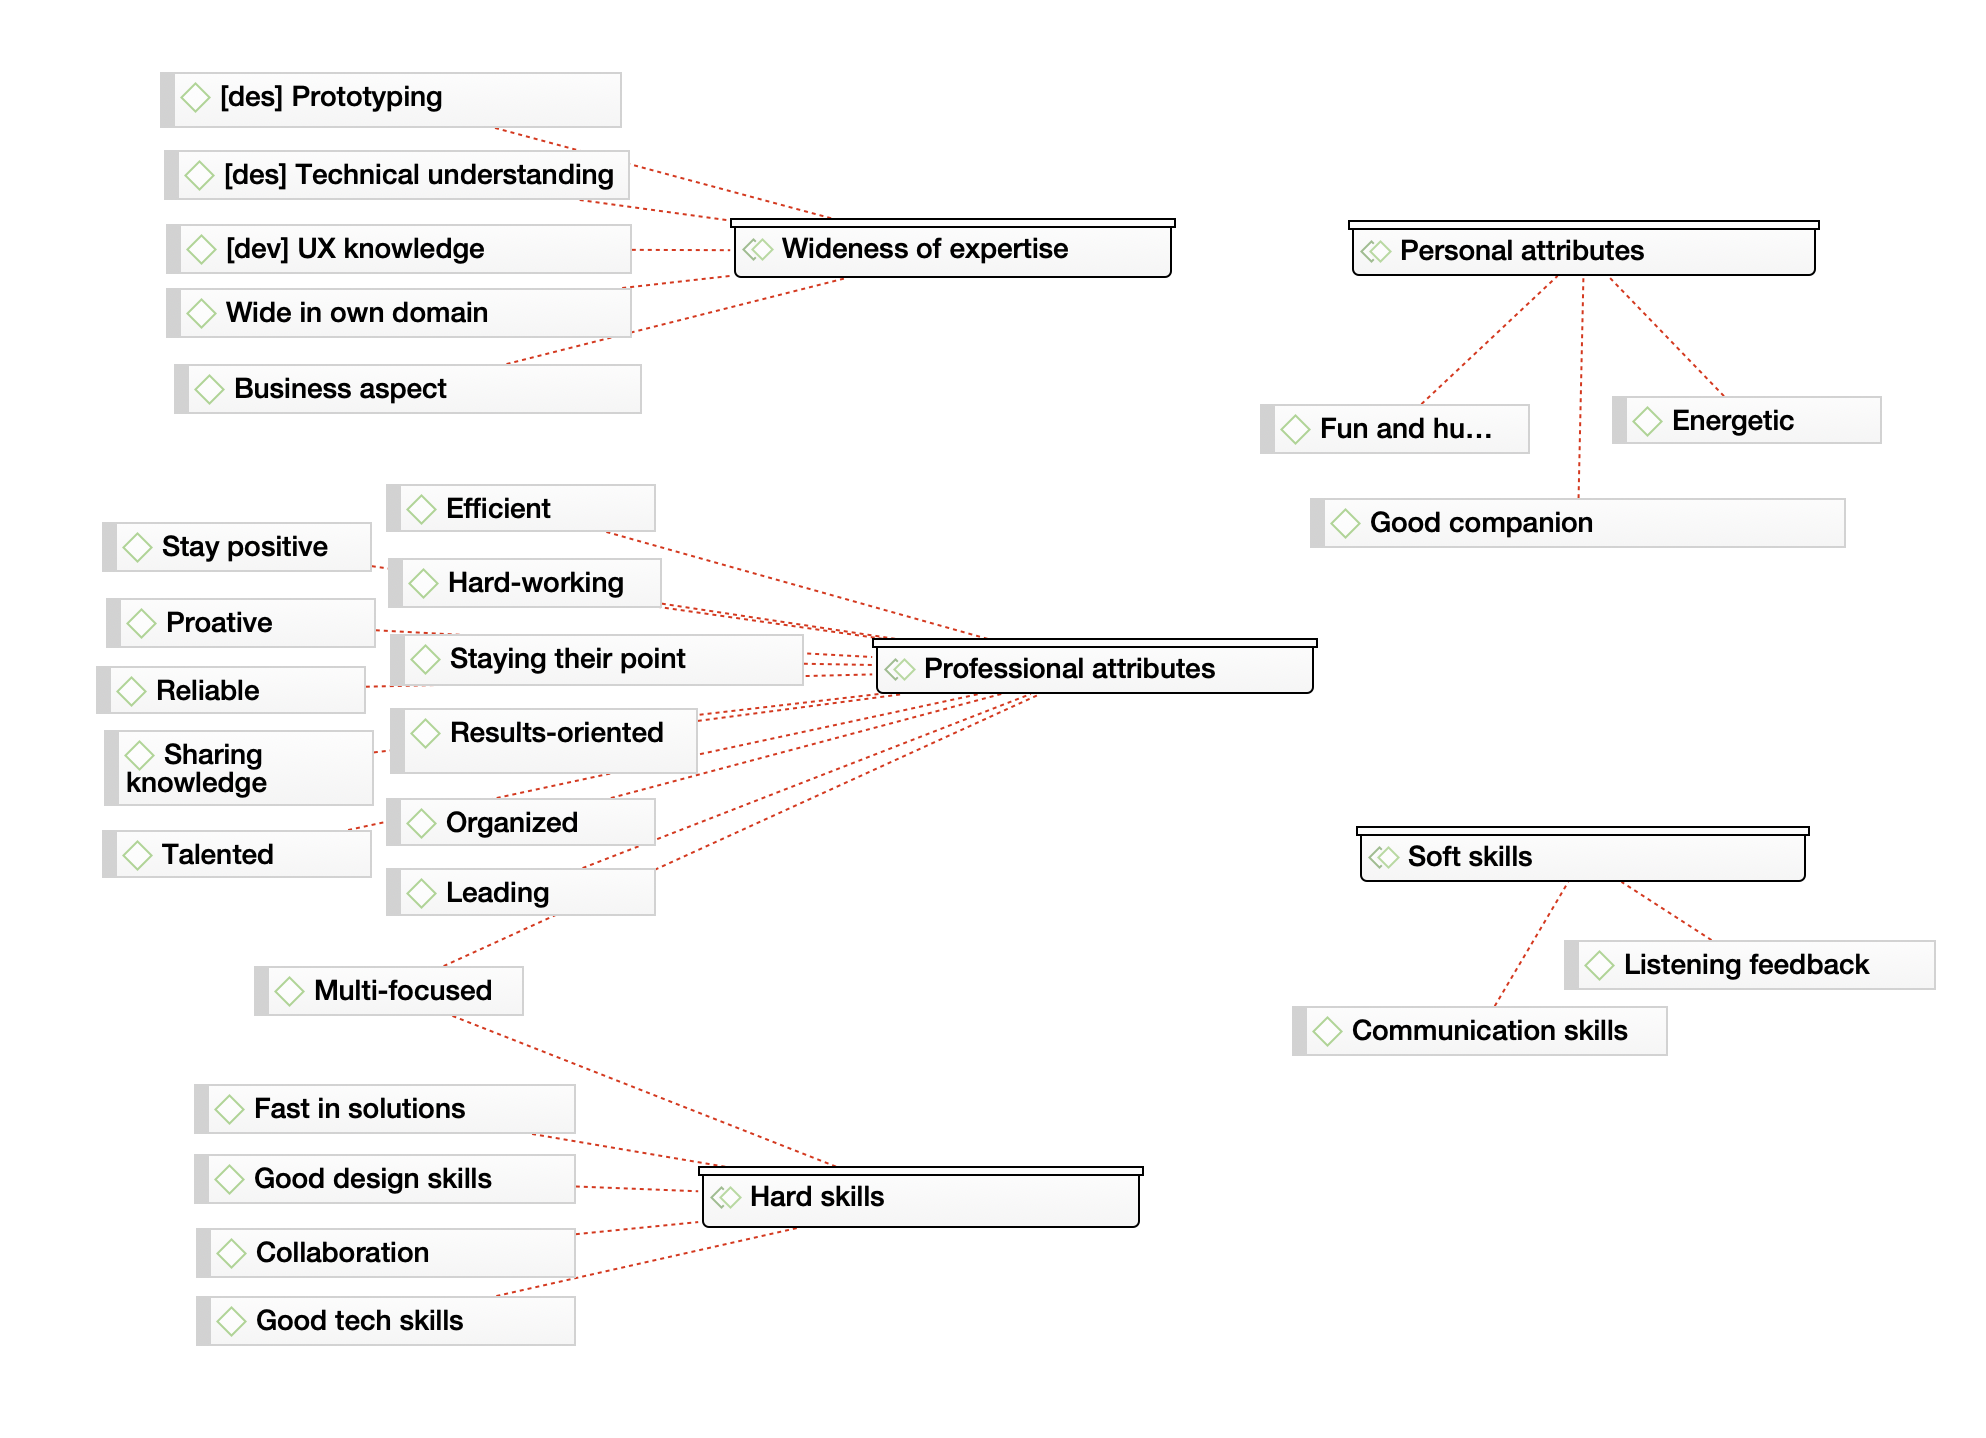 [des] Prototyping
[des] Technical understanding
[dev] UX knowledge
Wide in own domain
Business aspect
Wideness of expertise
Personal attributes
Fun and hu...
Energetic
Good companion
Efficient
Stay positive
Hard-working
Proative
Staying their point
Reliable
Results-oriented
Sharing
knowledge
Organized
Talented
Leading
Multi-focused
Professional attributes
Soft skills
Listening feedback
Communication skills
Fast in solutions
Good design skills
Collaboration
Good tech skills
Hard skills